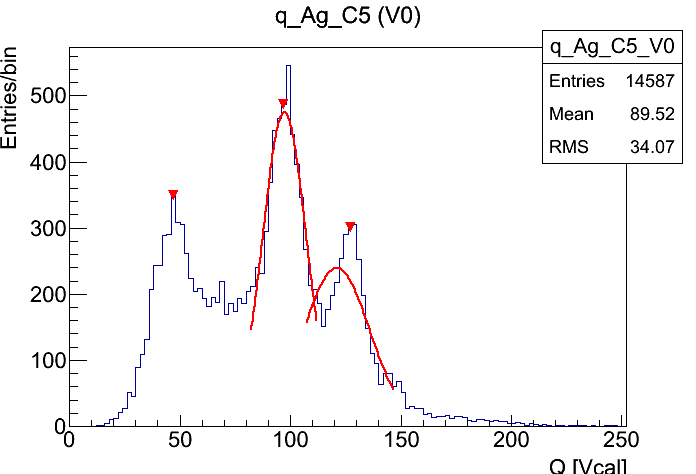 q_Ag_C5 (V0)
q_Ag_C5_V0
Entries 14587
Mean 89.52
RMS 34.07
Entries/bin
500
400
300
200
100
0
0 50 100 150 200 250
Q [Vcal]